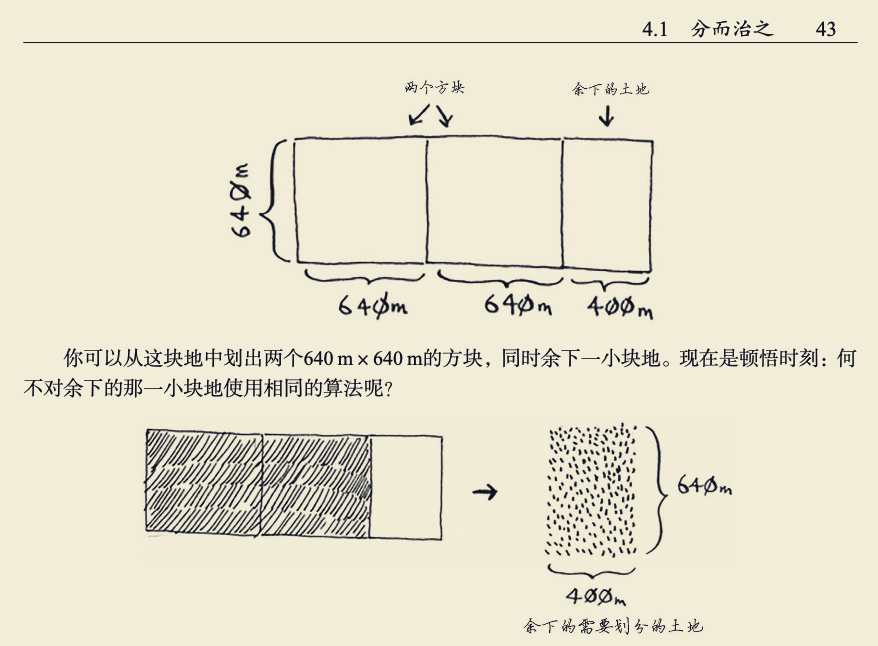 4.1 分而治之 43
两个方块 余下的土地
640m
640m 640m 400m
你可以从这块地中划出两个640 m × 640 m的方块，同时余下一小块地。现在是顿悟时刻：何
不对余下的那一小块地使用相同的算法呢？
640m
400m
余下的需要划分的土地